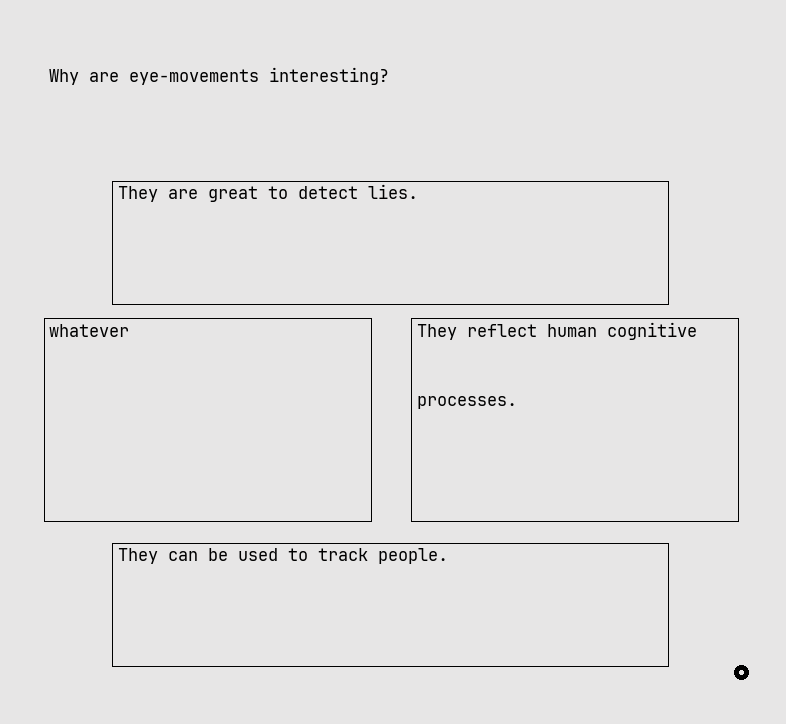 Why are eye-movements interesting?
They are great to detect lies.
whatever
They reflect human cognitive
processes.
They can be used to track people.